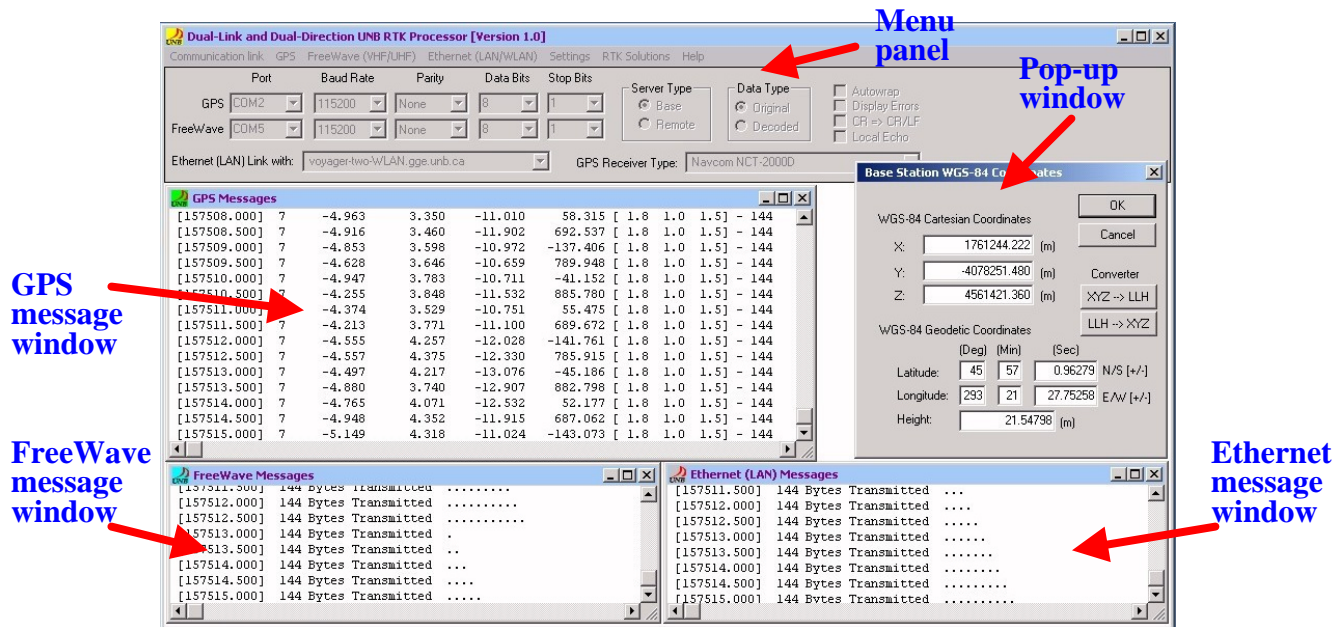 Menu
panel
Pop-up
window
GPS
message
window
FreeWave
message
window
Ethernet
message
window
Dual-Link and Dual-Direction UNB RTK Processor [Version 1.0]
Communication link GPS FreeWave (VHF/UHF) Ethernet (LAN/WLAN) Settings RTK Solutions Help
Port Baud Rate Parity Data Bits Stop Bits Server Type Data Type
GPS COM2 115200 None 8 1 Base Original
FreeWave COM5 115200 None 8 1 Remote Decoded
Autowrap
Display Errors
CR => CR/LF
Local Echo
Ethernet (LAN) Link with: voyager-two-WLAN.gge.unb.ca GPS Receiver Type: Navcom NCT-2000D
GPS Messages
[157508.000] 7 -4.963 3.350 -11.010 58.315 [ 1.8 1.0 1.5] - 144
[157508.500] 7 -4.916 3.460 -11.902 692.537 [ 1.8 1.0 1.5] - 144
[157509.000] 7 -4.853 3.598 -10.972 -137.406 [ 1.8 1.0 1.5] - 144
[157509.500] 7 -4.628 3.646 -10.659 789.948 [ 1.8 1.0 1.5] - 144
[157510.000] 7 -4.947 3.783 -10.711 -41.152 [ 1.8 1.0 1.5] - 144
[157510.500] 7 -4.255 3.848 -11.532 885.780 [ 1.8 1.0 1.5] - 144
[157511.000] 7 -4.374 3.529 -10.751 55.475 [ 1.8 1.0 1.5] - 144
[157511.500] 7 -4.213 3.771 -11.100 689.672 [ 1.8 1.0 1.5] - 144
[157512.000] 7 -4.555 4.257 -12.028 -141.761 [ 1.8 1.0 1.5] - 144
[157512.500] 7 -4.557 4.375 -12.330 785.915 [ 1.8 1.0 1.5] - 144
[157513.000] 7 -4.497 4.217 -13.076 -45.186 [ 1.8 1.0 1.5] - 144
[157513.500] 7 -4.880 3.740 -12.907 882.798 [ 1.8 1.0 1.5] - 144
[157514.000] 7 -4.765 4.071 -12.532 52.177 [ 1.8 1.0 1.5] - 144
[157514.500] 7 -4.948 4.352 -11.915 687.062 [ 1.8 1.0 1.5] - 144
[157515.000] 7 -5.149 4.318 -11.024 -143.073 [ 1.8 1.0 1.5] - 144
Base Station WGS-84 Coordinates
OK
WGS-84 Cartesian Coordinates
Cancel
X: 1761244.222 (m)
Y: -4078251.480 (m) Converter
Z: 4561421.360 (m) XYZ --> LLH
WGS-84 Geodetic Coordinates LLH --> XYZ
(Deg) (Min) (Sec)
Latitude: 45 57 0.96279 N/S [+/-]
Longitude: 293 21 27.75258 E/W [+/-]
Height: 21.54798 (m)
FreeWave Messages
[157511.500] 144 Bytes Transmitted .........
[157512.000] 144 Bytes Transmitted ..........
[157512.500] 144 Bytes Transmitted ...........
[157513.000] 144 Bytes Transmitted .
[157513.500] 144 Bytes Transmitted ..
[157514.000] 144 Bytes Transmitted ...
[157514.500] 144 Bytes Transmitted ....
[157515.000] 144 Bytes Transmitted .....
Ethernet (LAN) Messages
[157511.500] 144 Bytes Transmitted ...
[157512.000] 144 Bytes Transmitted ....
[157512.500] 144 Bytes Transmitted .....
[157513.000] 144 Bytes Transmitted ......
[157513.500] 144 Bytes Transmitted .......
[157514.000] 144 Bytes Transmitted ........
[157514.500] 144 Bytes Transmitted .........
[157515.000] 144 Bytes Transmitted ..........